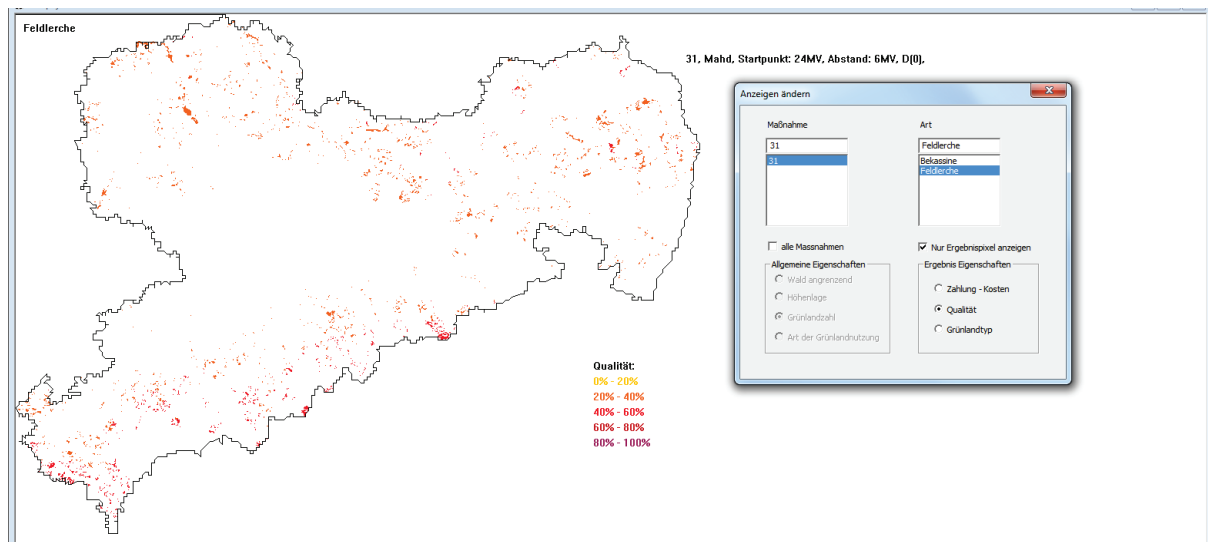 Feldlerche
31, Mahd, Startpunkt: 24MV, Abstand: 6MV, D(0),
Anzeigen ändern
Maßnahme
Art
31
Feldlerche
31
Bekassine
Feldlerche
alle Massnahmen
Nur Ergebnispixel anzeigen
Allgemeine Eigenschaften
Wald angrenzend
Höhenlage
Grünlandzahl
Art der Grünlandnutzung
Ergebnis Eigenschaften
Zahlung - Kosten
Qualität
Grünlandtyp
Qualität:
0% - 20%
20% - 40%
40% - 60%
60% - 80%
80% - 100%